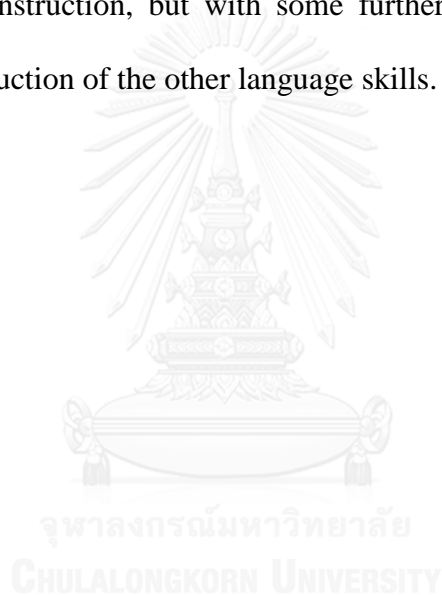 nstruction, but with some further
uction of the other language skills.
จุฬาลงกรณ์มหาวิทยาลัย
CHULALONGKORN UNIVERSITY